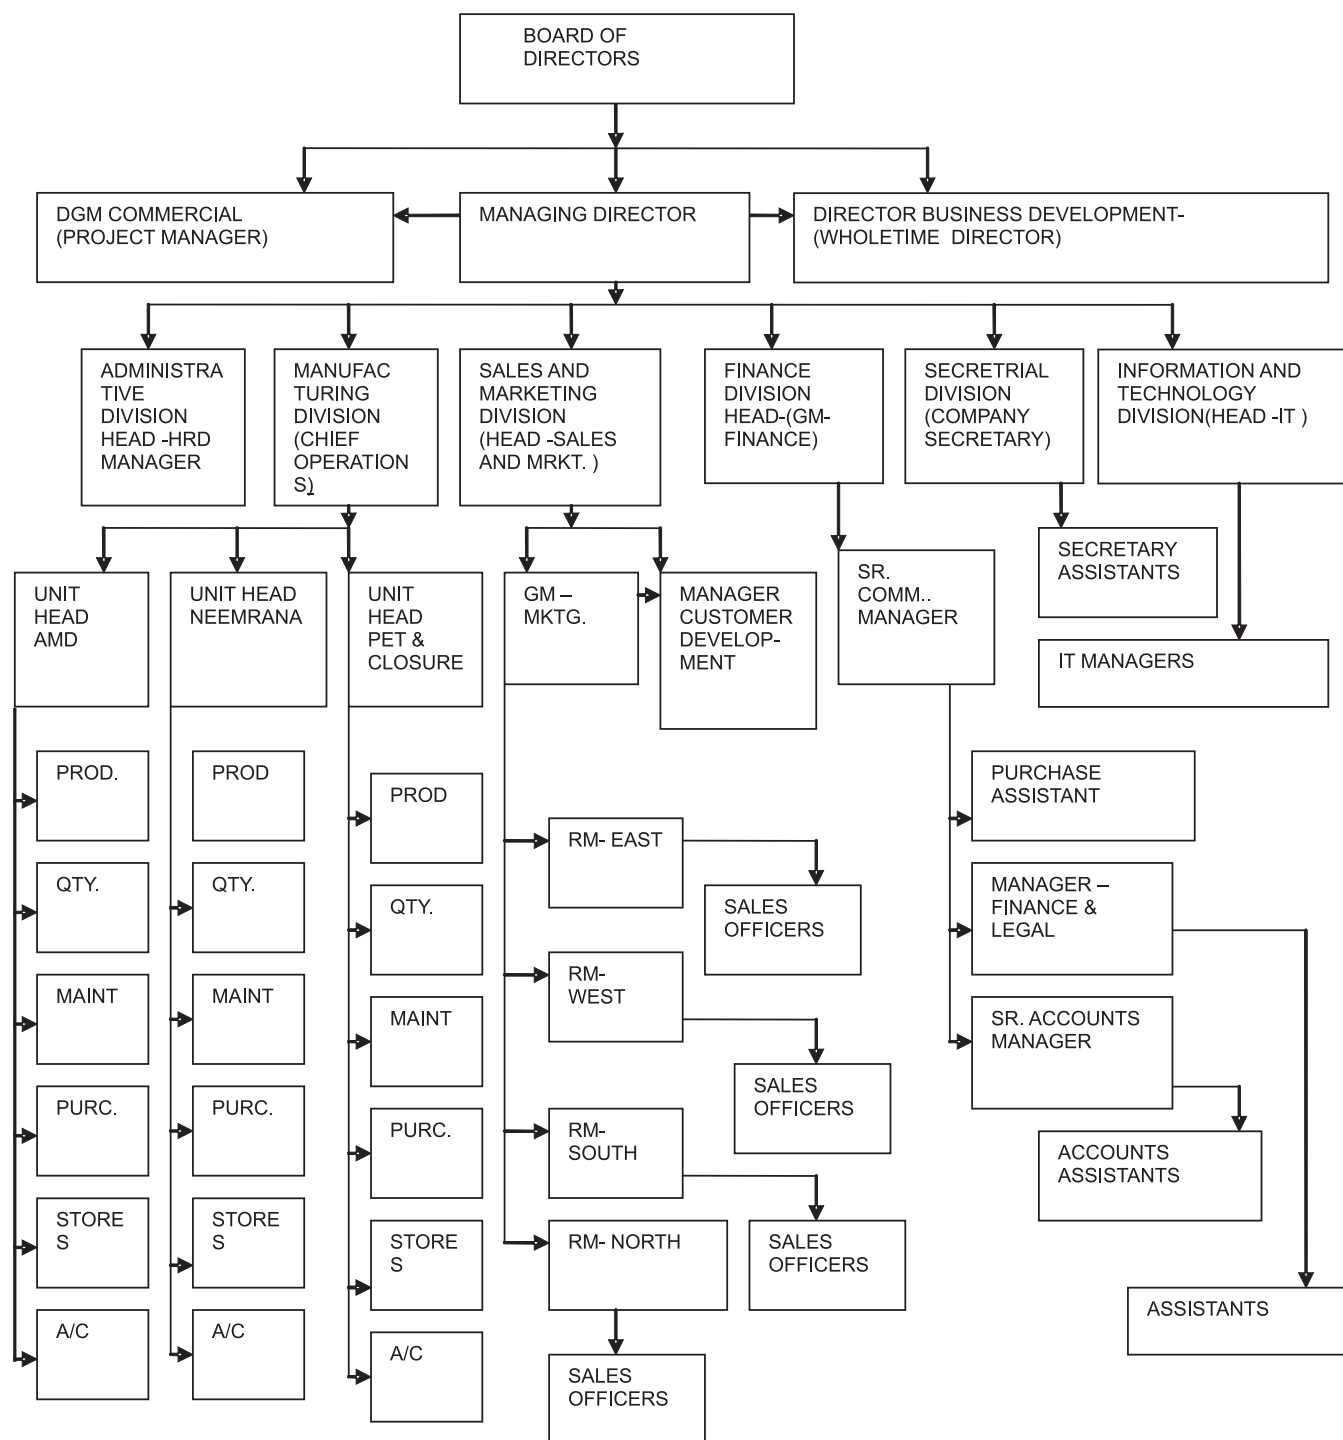 BOARD OF
DIRECTORS
DGM COMMERCIAL
(PROJECT MANAGER)
MANAGING DIRECTOR
DIRECTOR BUSINESS DEVELOPMENT-
(WHOLETIME DIRECTOR)
ADMINISTRA
TIVE
DIVISION
HEAD -HRD
MANAGER
MANUFAC
TURING
DIVISION
(CHIEF
OPERATION
S)
SALES AND
MARKETING
DIVISION
(HEAD -SALES
AND MRKT. )
FINANCE
DIVISION
HEAD-(GM-
FINANCE)
SECRETRIAL
DIVISION
(COMPANY
SECRETARY)
INFORMATION AND
TECHNOLOGY
DIVISION(HEAD -IT )
SECRETARY
ASSISTANTS
IT MANAGERS
UNIT
HEAD
AMD
UNIT HEAD
NEEMRANA
UNIT
HEAD
PET &
CLOSURE
GM –
MKTG.
MANAGER
CUSTOMER
DEVELOP-
MENT
SR.
COMM..
MANAGER
PROD.
QTY.
MAINT
PURC.
STORE
S
A/C
PROD
QTY.
MAINT
PURC.
STORE
S
A/C
PROD
QTY.
MAINT
PURC.
STORE
S
A/C
RM- EAST
SALES
OFFICERS
RM-
WEST
SALES
OFFICERS
RM-
SOUTH
SALES
OFFICERS
RM- NORTH
SALES
OFFICERS
PURCHASE
ASSISTANT
MANAGER –
FINANCE &
LEGAL
SR. ACCOUNTS
MANAGER
ACCOUNTS
ASSISTANTS
ASSISTANTS